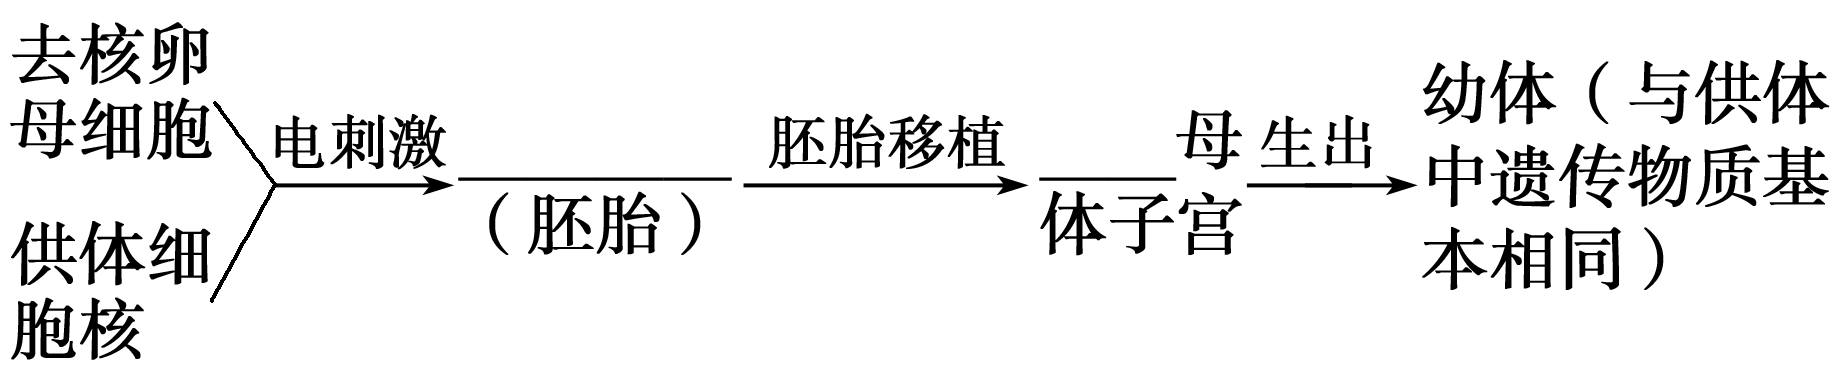 去核卵
母细胞
供体细
胞核
电刺激
（胚胎）
胚胎移植
母
体子宫
生出
幼体（与供体
中遗传物质基
本相同）